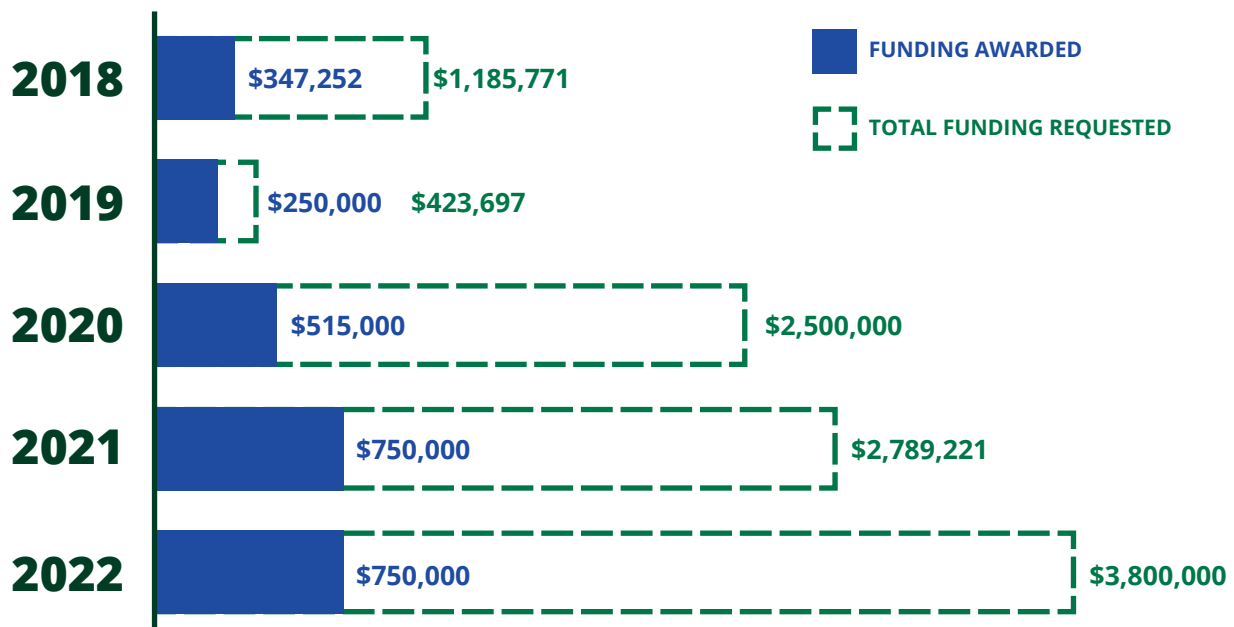 2018 $347,252 $1,185,771
FUNDING AWARDED
TOTAL FUNDING REQUESTED
2019 $250,000 $423,697
2020 $515,000 $2,500,000
2021 $750,000 $2,789,221
2022 $750,000 $3,800,000